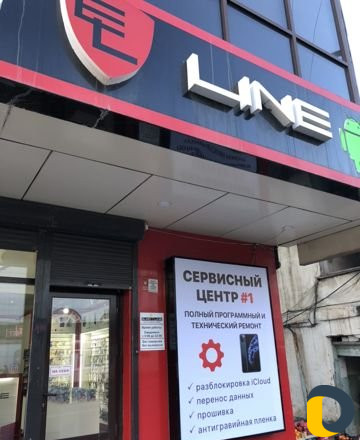 LINE
СЕРВИСНЫЙ
ЦЕНТР #1
ПОЛНЫЙ ПРОГРАММНЫЙ И
ТЕХНИЧЕСКИЙ РЕМОНТ
✓ разблокировка iCloud
✓ перенос данных
✓ прошивка
✓ антигравийная пленка